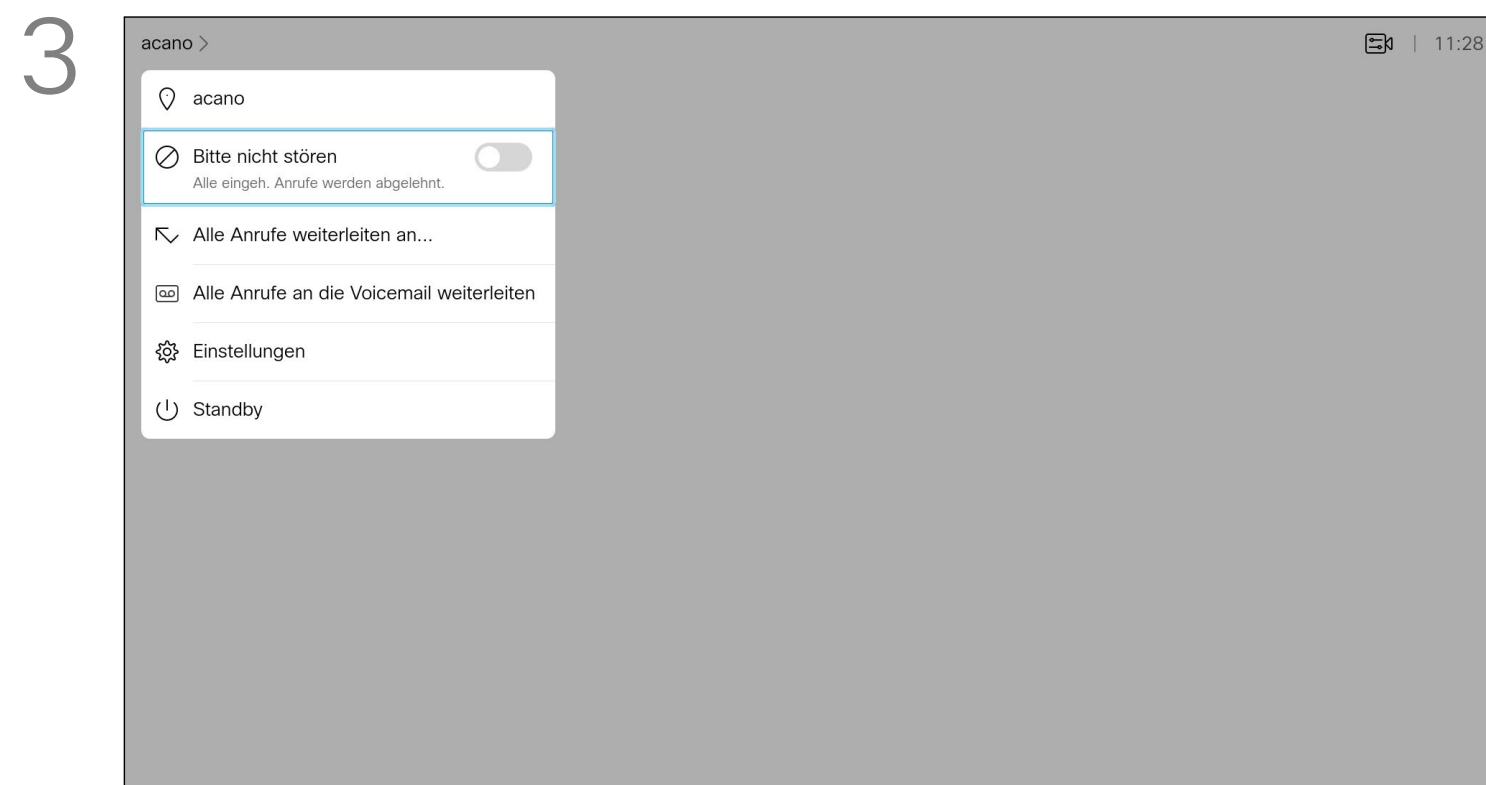 3
acano
11:28
acano
Bitte nicht stören
Alle eingeh. Anrufe werden abgelehnt.
Alle Anrufe weiterleiten an...
Alle Anrufe an die Voicemail weiterleiten
Einstellungen
Standby